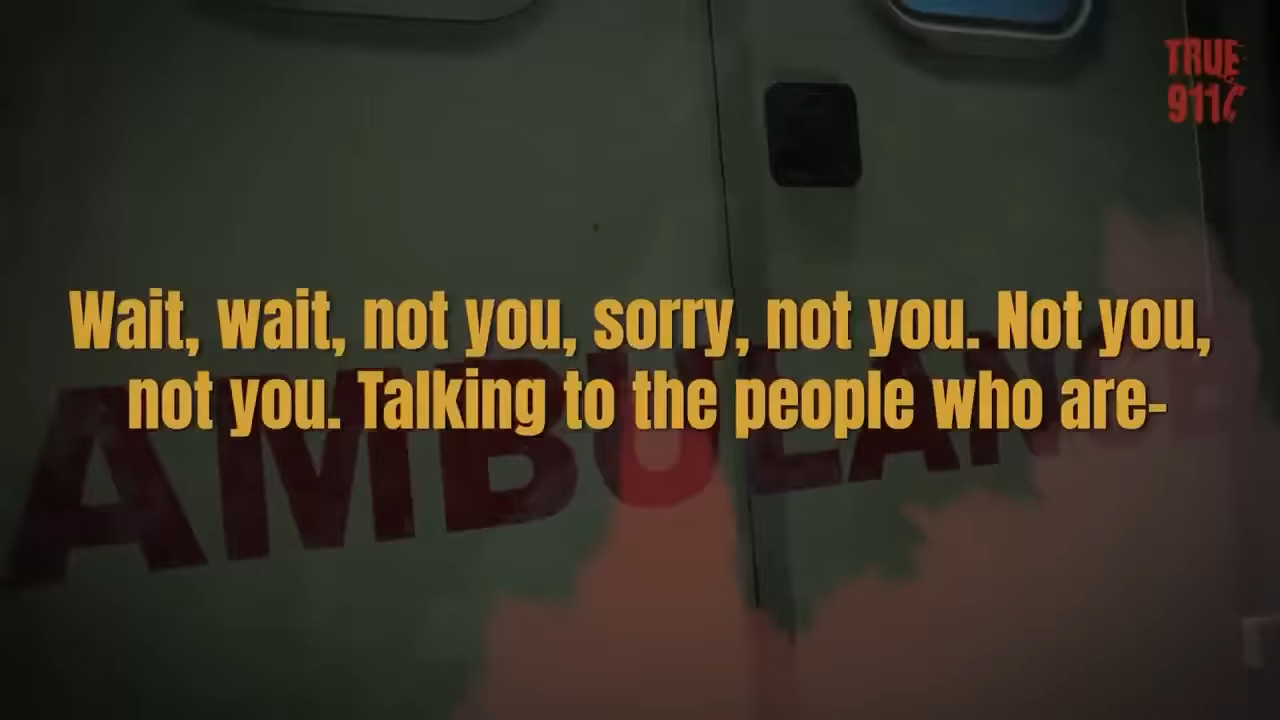 TRUE
911
Wait, wait, not you, sorry, not you. Not you,
not you. Talking to the people who are-
AMBULAN